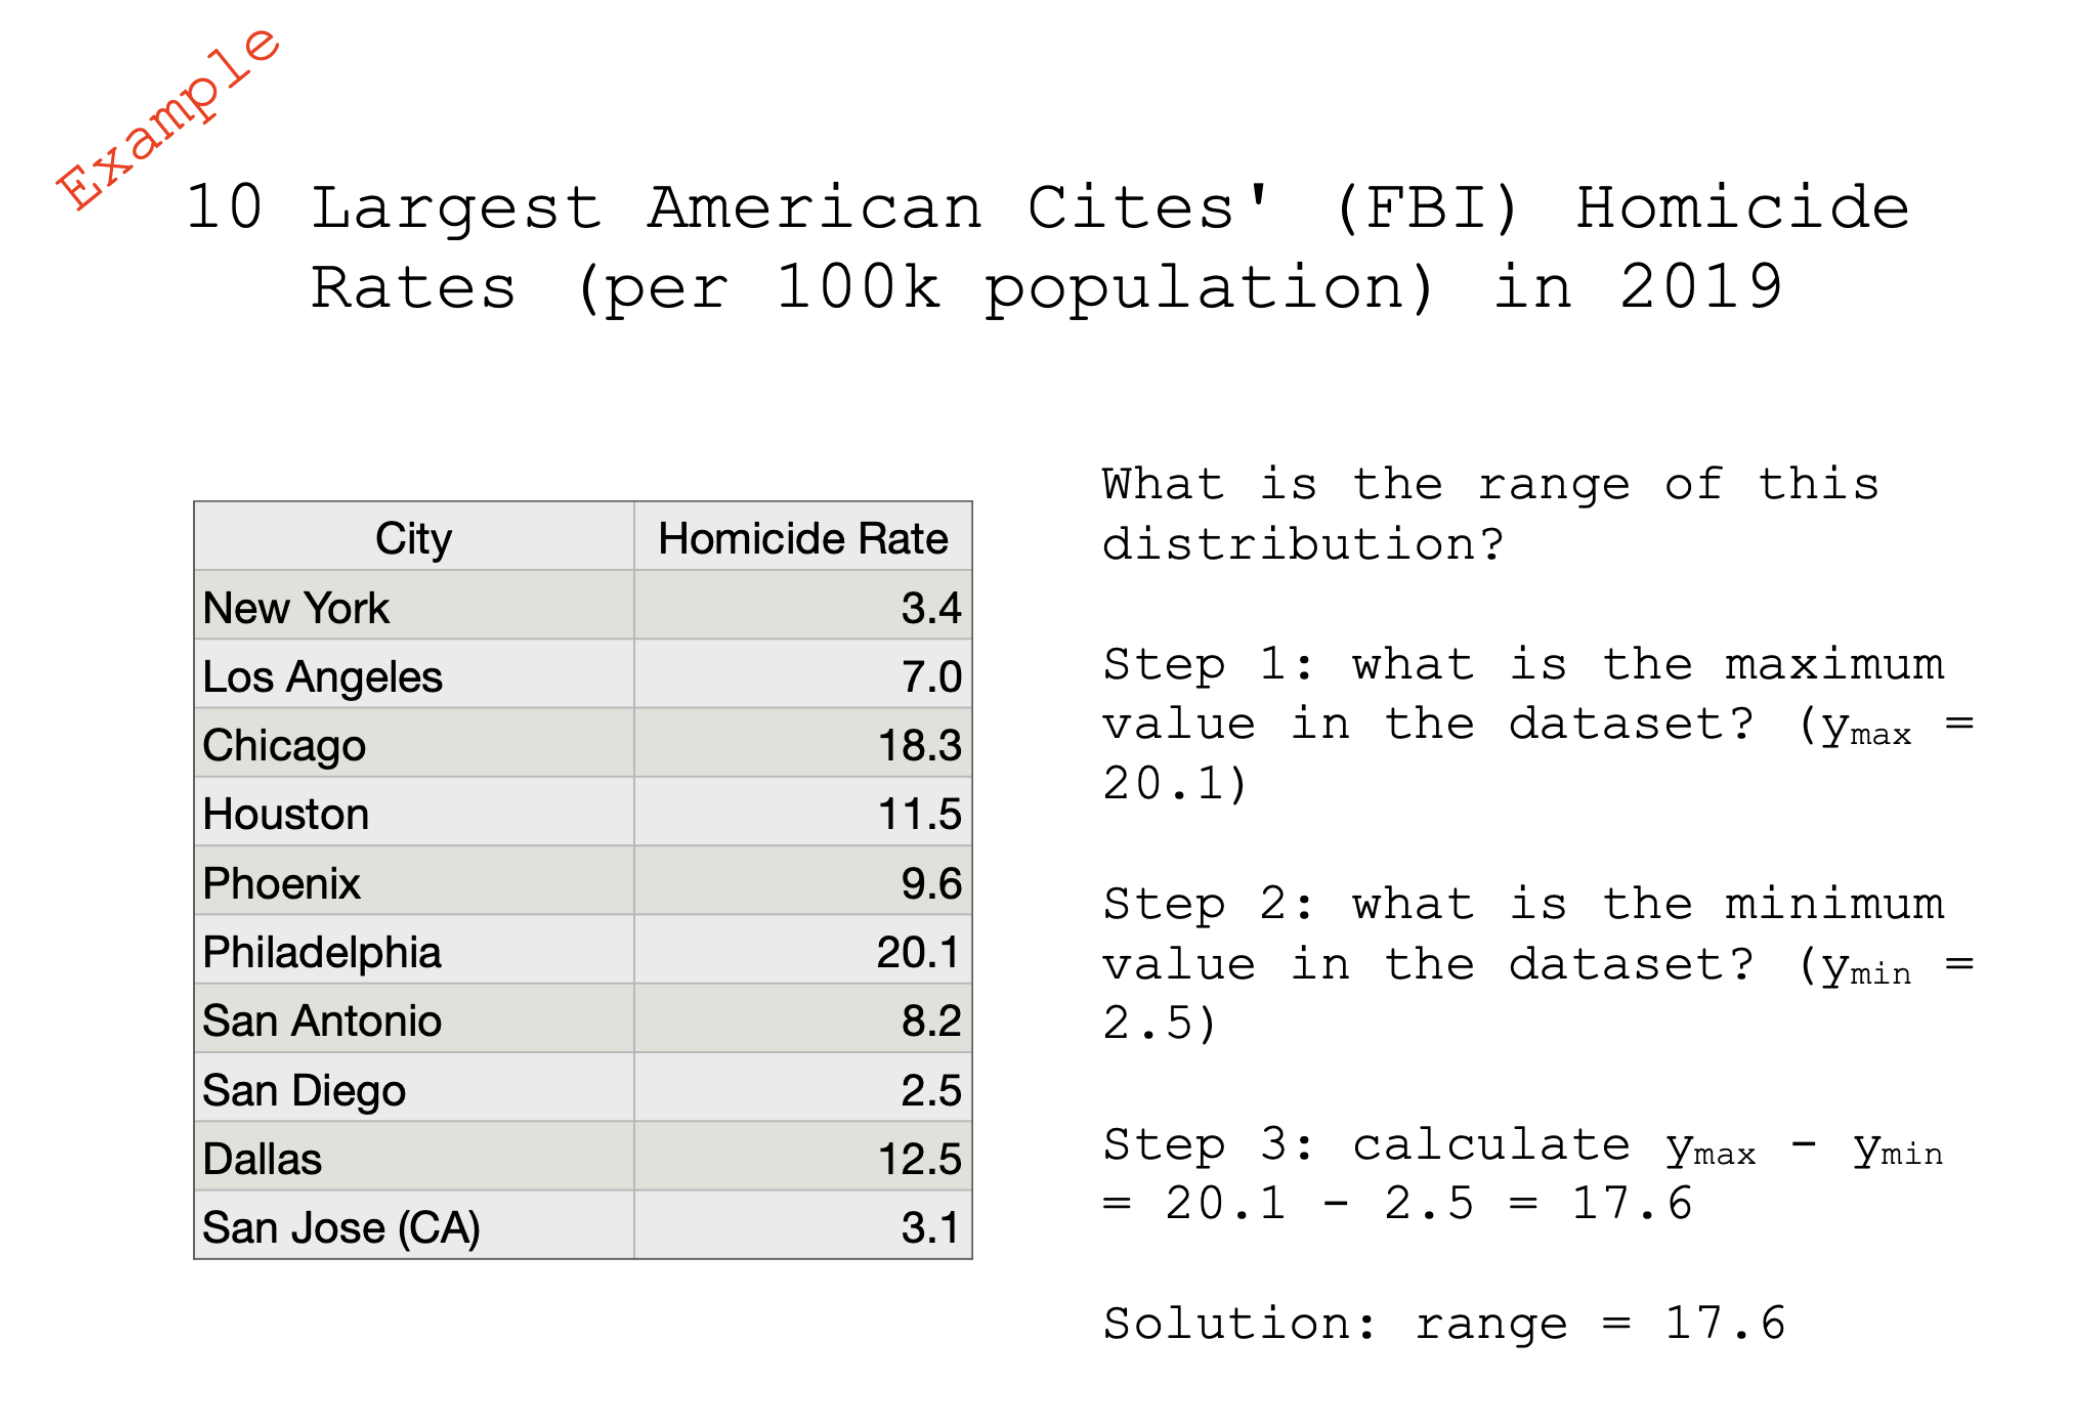 Example
10 Largest American Cites' (FBI) Homicide
Rates (per 100k population) in 2019
City Homicide Rate
New York 3.4
Los Angeles 7.0
Chicago 18.3
Houston 11.5
Phoenix 9.6
Philadelphia 20.1
San Antonio 8.2
San Diego 2.5
Dallas 12.5
San Jose (CA) 3.1
What is the range of this
distribution?
Step 1: what is the maximum
value in the dataset? (ymax =
20.1)
Step 2: what is the minimum
value in the dataset? (ymin =
2.5)
Step 3: calculate ymax - ymin
= 20.1 - 2.5 = 17.6
Solution: range = 17.6